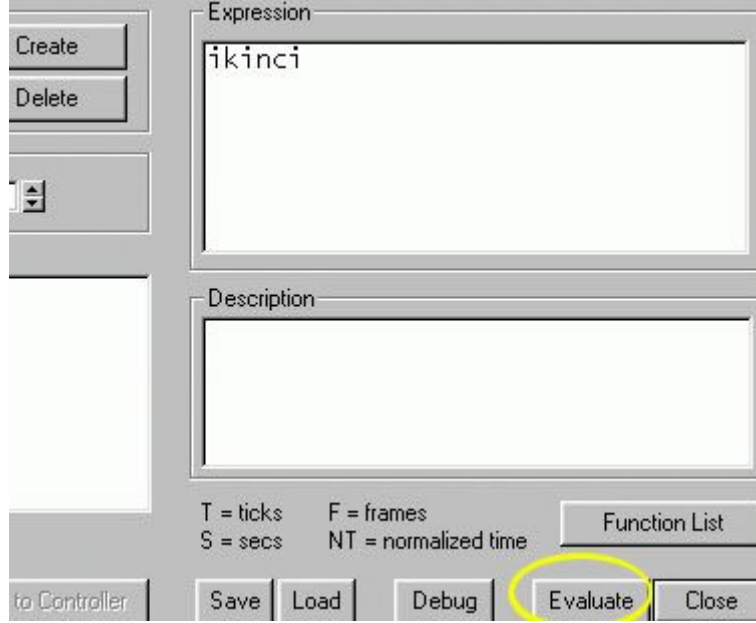 Expression
Create
ikinci
Delete
Description
T = ticks F = frames
S = secs NT = normalized time
Function List
to Controller Save Load Debug Evaluate Close